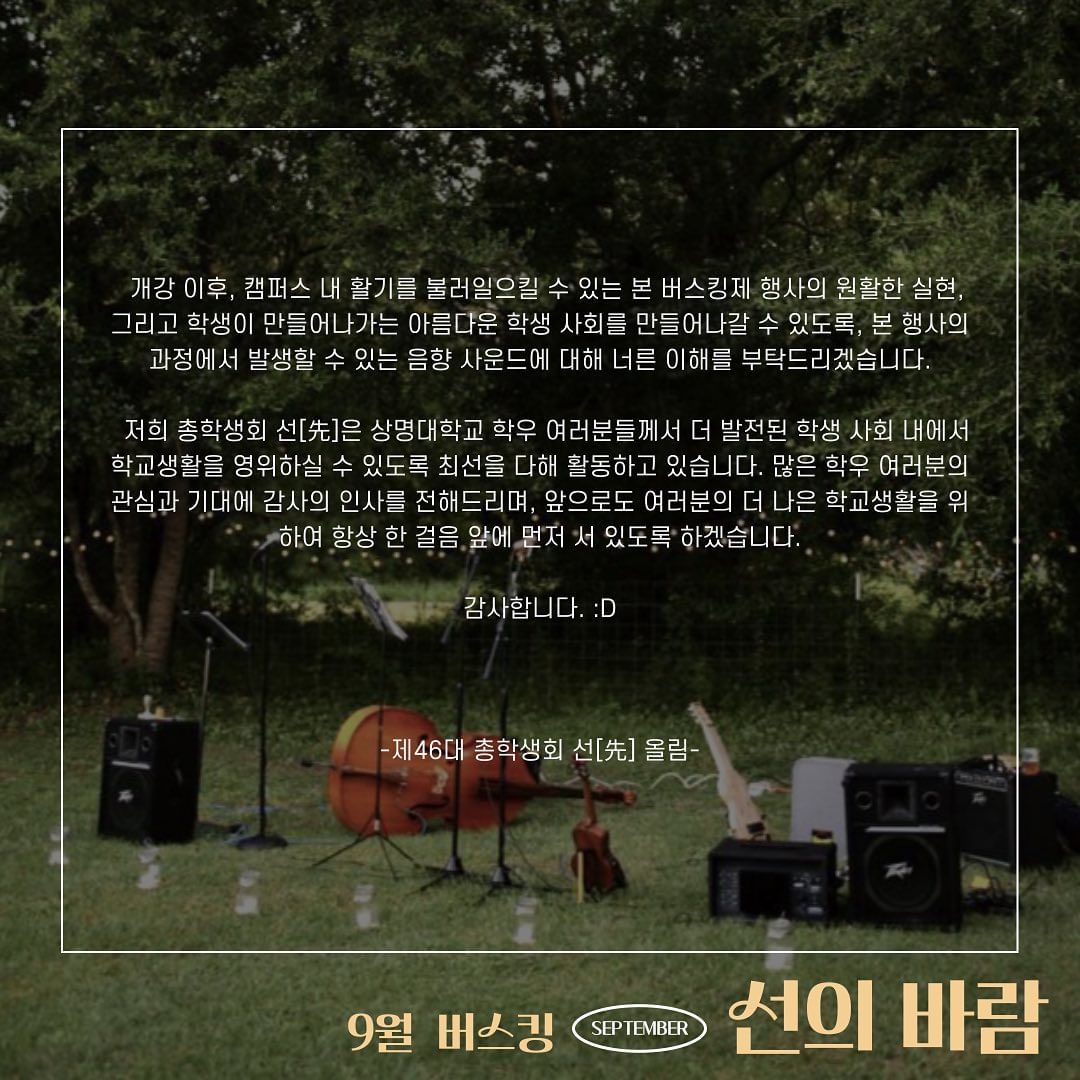 개강 이후, 캠퍼스 내 활기를 불러일으킬 수 있는 본 버스킹제 행사의 원활한 실현,
그리고 학생이 만들어나가는 아름다운 학생 사회를 만들어나갈 수 있도록, 본 행사의
과정에서 발생할 수 있는 음향 사운드에 대해 너른 이해를 부탁드리겠습니다.
저희 총학생회 선[先]은 상명대학교 학우 여러분들께서 더 발전된 학생 사회 내에서
학교생활을 영위하실 수 있도록 최선을 다해 활동하고 있습니다. 많은 학우 여러분의
관심과 기대에 감사의 인사를 전해드리며, 앞으로도 여러분의 더 나은 학교생활을 위
하여 항상 한 걸음 앞에 먼저 서 있도록 하겠습니다.
감사합니다. :D
-제46대 총학생회 선[先] 올림-
PEAVEY
PEAVEY
9월 버스킹 SEPTEMBER 선의 바람